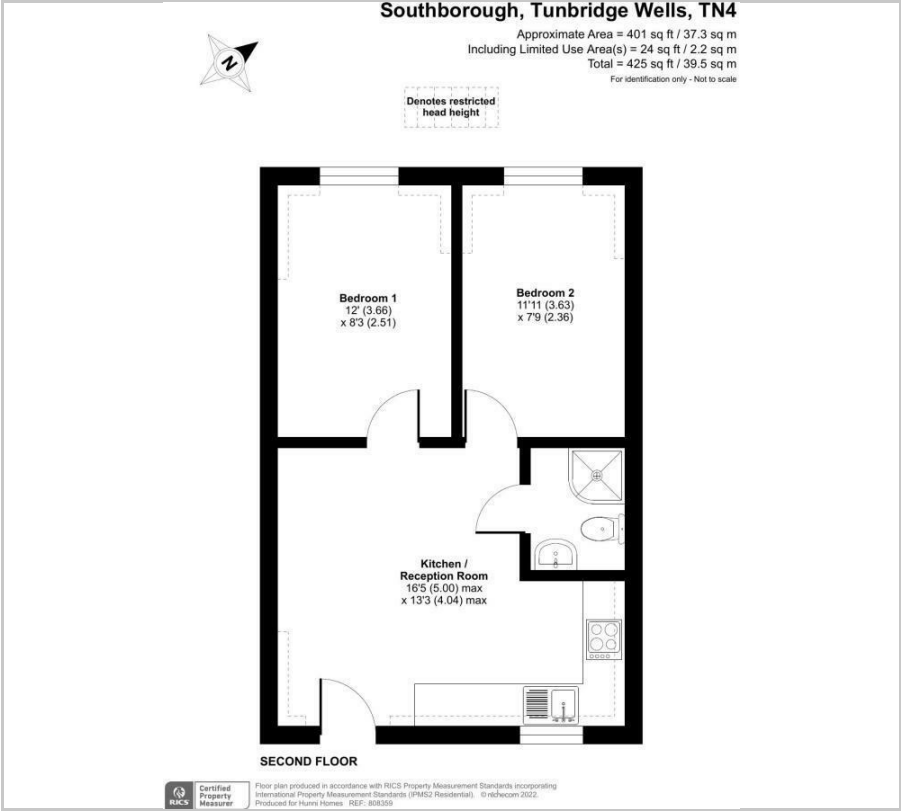 Southborough, Tunbridge Wells, TN4
Approximate Area = 401 sq ft / 37.3 sq m
Including Limited Use Area(s) = 24 sq ft / 2.2 sq m
Total = 425 sq ft / 39.5 sq m
For identification only - Not to scale
N
Denotes restricted
head height
Bedroom 1
12' (3.66)
x 8'3 (2.51)
Bedroom 2
11'11 (3.63)
x 7'9 (2.36)
Kitchen /
Reception Room
16'5 (5.00) max
x 13'3 (4.04) max
SECOND FLOOR
RICS
Certified
Property
Measurer
Floor plan produced in accordance with RICS Property Measurement Standards incorporating
International Property Measurement Standards (IPMS2 Residential). © nichecom 2022.
Produced for Hunni Homes REF: 808359